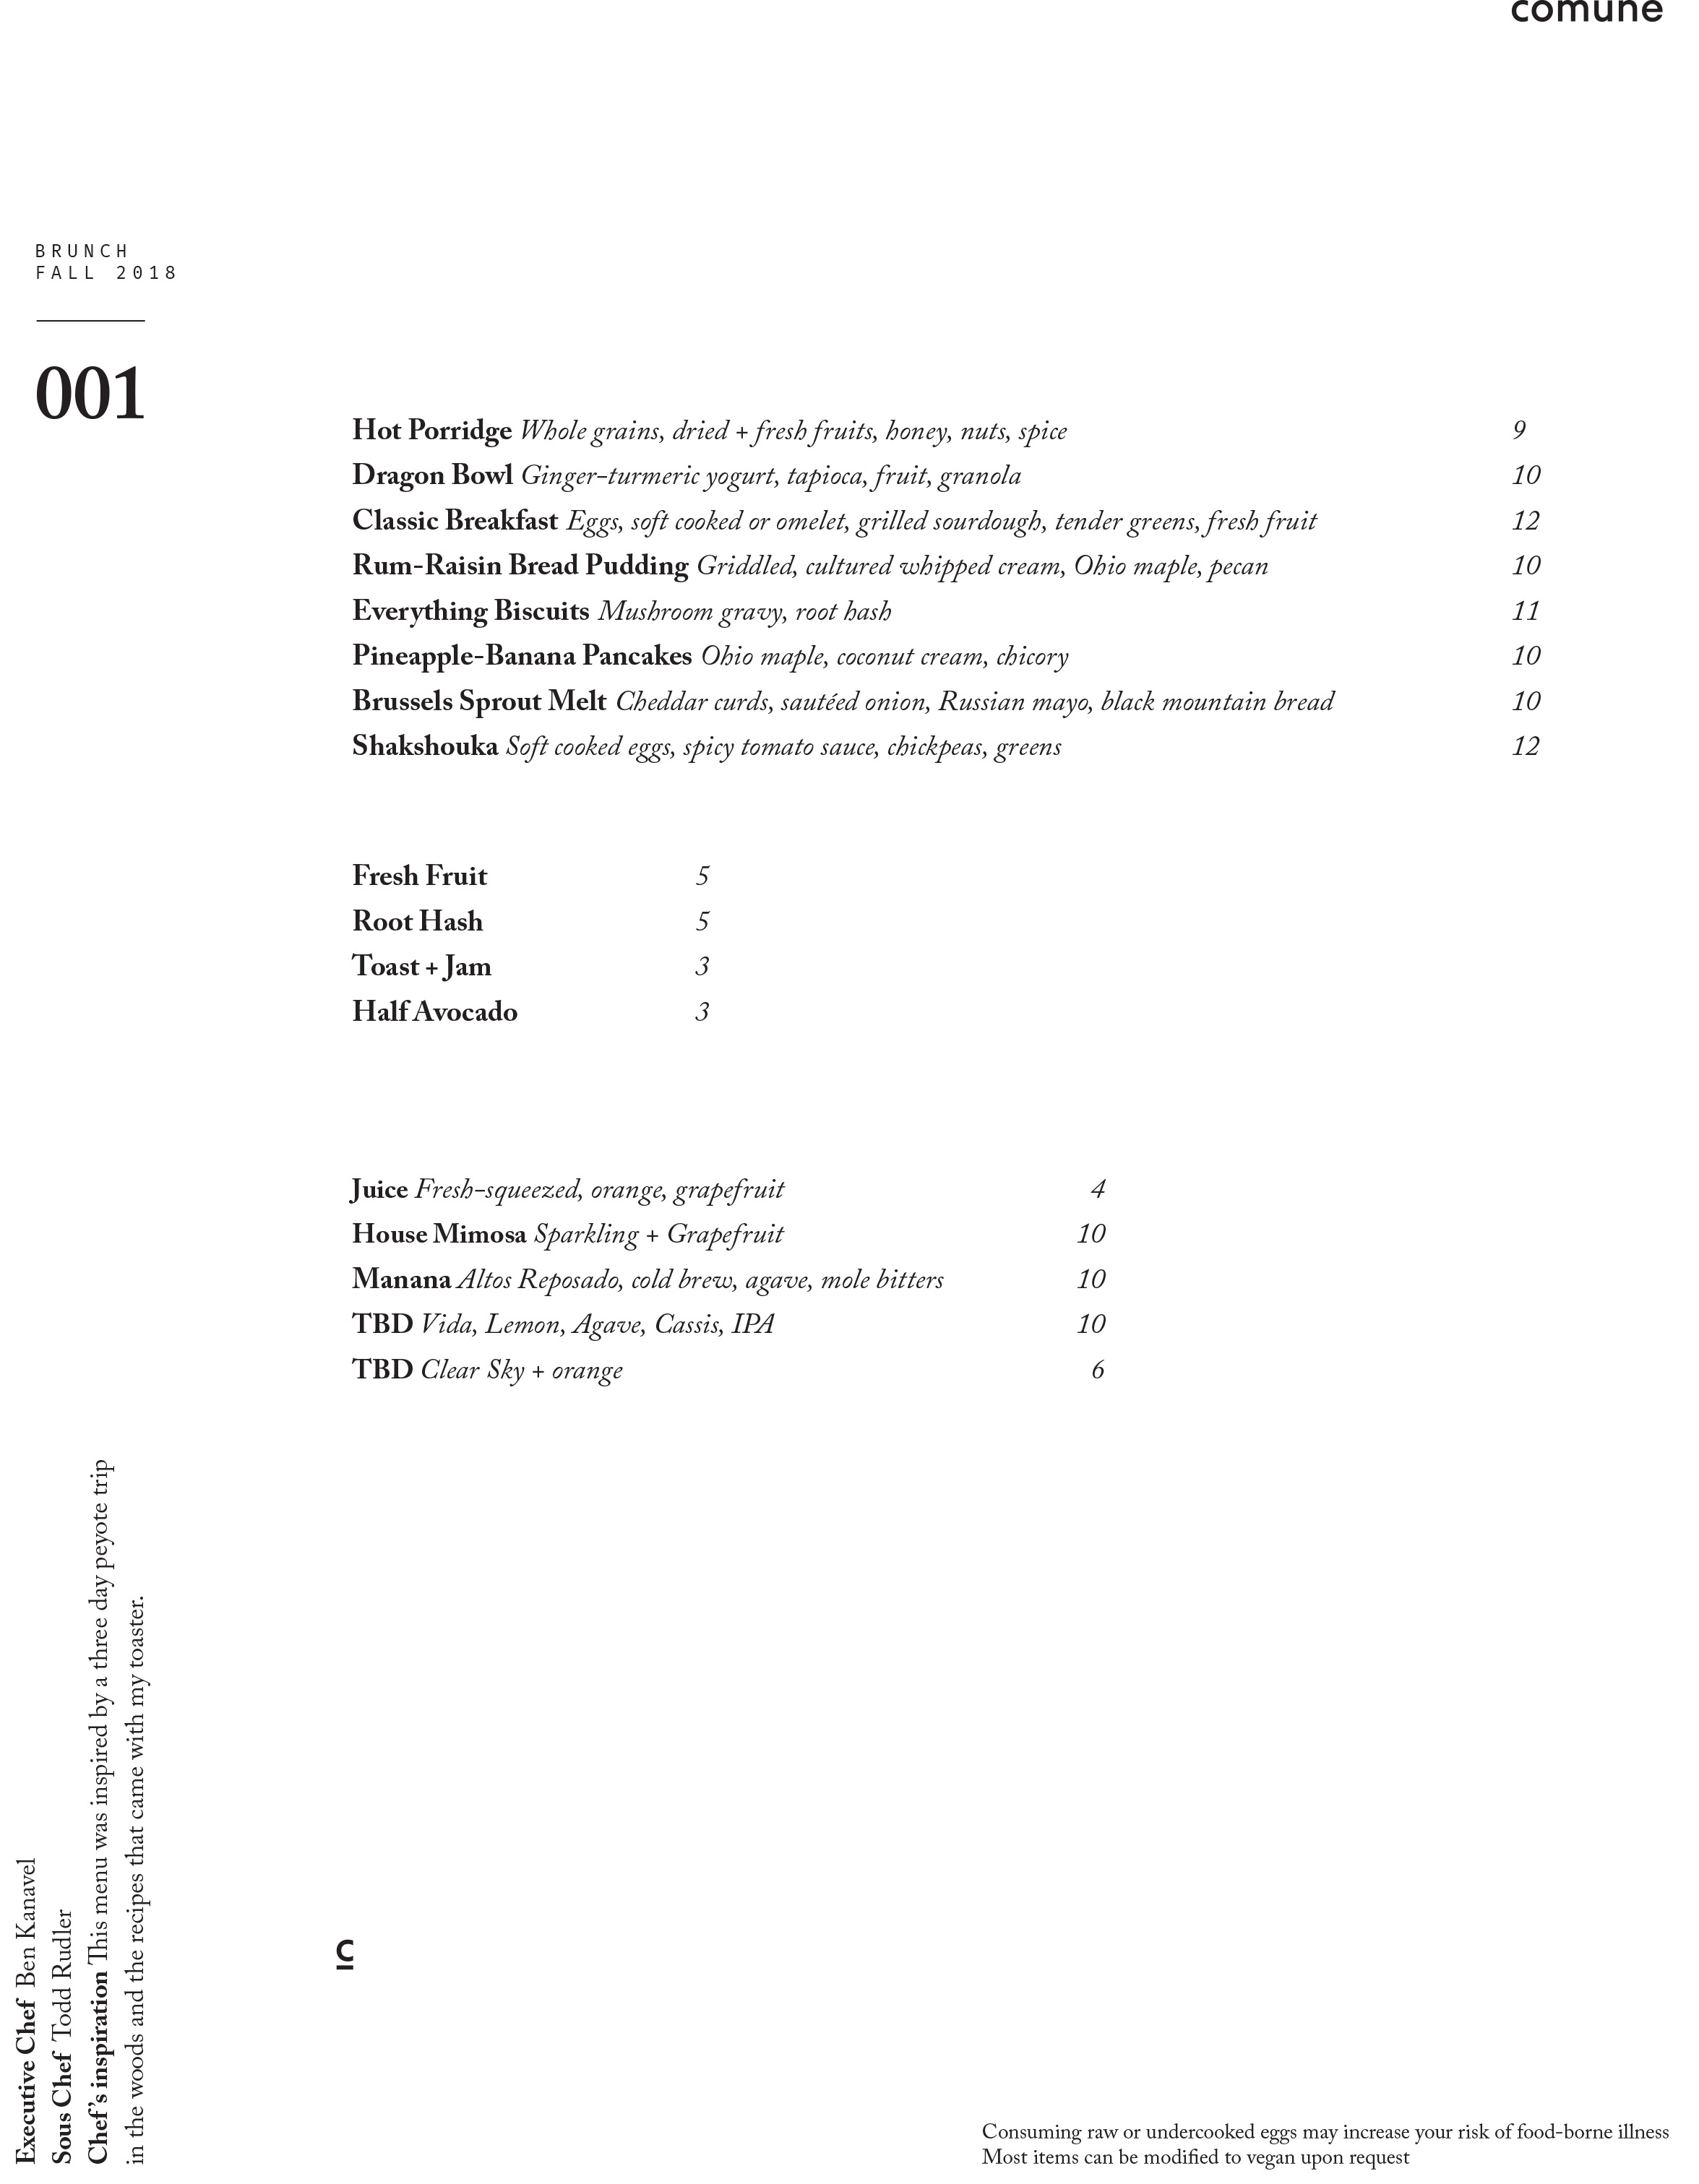 comune
BRUNCH
FALL 2018
001
Hot Porridge Whole grains, dried + fresh fruits, honey, nuts, spice 9
Dragon Bowl Ginger-turmeric yogurt, tapioca, fruit, granola 10
Classic Breakfast Eggs, soft cooked or omelet, grilled sourdough, tender greens, fresh fruit 12
Rum-Raisin Bread Pudding Griddled, cultured whipped cream, Ohio maple, pecan 10
Everything Biscuits Mushroom gravy, root hash 11
Pineapple-Banana Pancakes Ohio maple, coconut cream, chicory 10
Brussels Sprout Melt Cheddar curds, sautéed onion, Russian mayo, black mountain bread 10
Shakshouka Soft cooked eggs, spicy tomato sauce, chickpeas, greens 12
Fresh Fruit 5
Root Hash 5
Toast + Jam 3
Half Avocado 3
Juice Fresh-squeezed, orange, grapefruit 4
House Mimosa Sparkling + Grapefruit 10
Manana Altos Reposado, cold brew, agave, mole bitters 10
TBD Vida, Lemon, Agave, Cassis, IPA 10
TBD Clear Sky + orange 6
Executive Chef Ben Kanavel
Sous Chef Todd Rudler
Chef's inspiration This menu was inspired by a three day peyote trip
in the woods and the recipes that came with my toaster.
c
Consuming raw or undercooked eggs may increase your risk of food-borne illness
Most items can be modified to vegan upon request